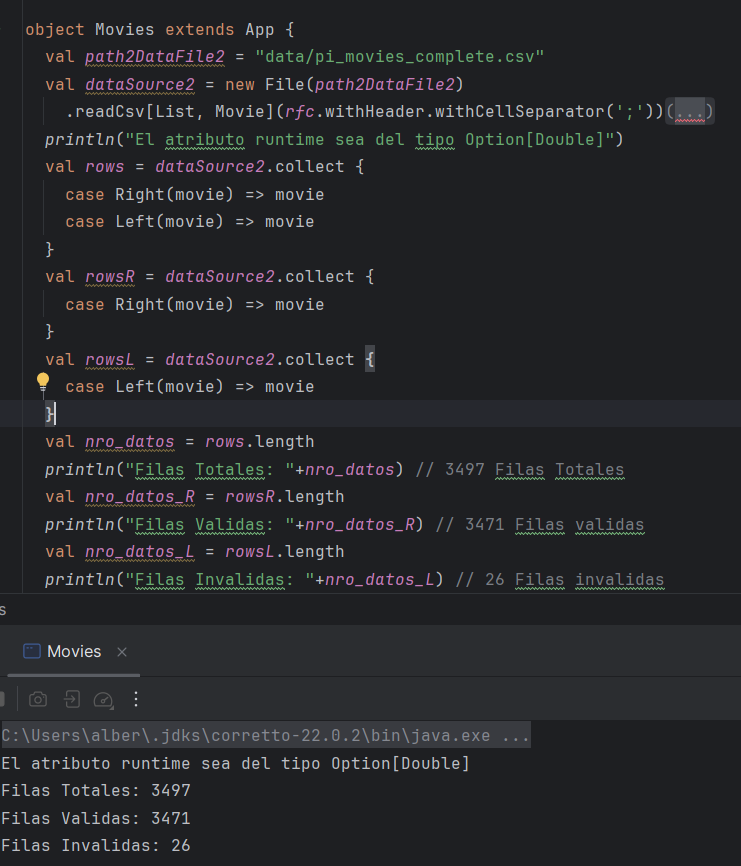 object Movies extends App {
val path2DataFile2 = "data/pi_movies_complete.csv"
val dataSource2 = new File(path2DataFile2)
.readCsv[List, Movie](rfc.withHeader.withCellSeparator(';'))(...)
println("El atributo runtime sea del tipo Option[Double]")
val rows = dataSource2.collect {
case Right(movie) => movie
case Left(movie) => movie
}
val rowsR = dataSource2.collect {
case Right(movie) => movie
}
val rowsL = dataSource2.collect {
case Left(movie) => movie
}
val nro_datos = rows.length
println("Filas Totales: "+nro_datos) // 3497 Filas Totales
val nro_datos_R = rowsR.length
println("Filas Validas: "+nro_datos_R) // 3471 Filas validas
val nro_datos_L = rowsL.length
println("Filas Invalidas: "+nro_datos_L) // 26 Filas invalidas
s
Movies
C:\Users\alber\.jdks\corretto-22.0.2\bin\java.exe ...
El atributo runtime sea del tipo Option[Double]
Filas Totales: 3497
Filas Validas: 3471
Filas Invalidas: 26